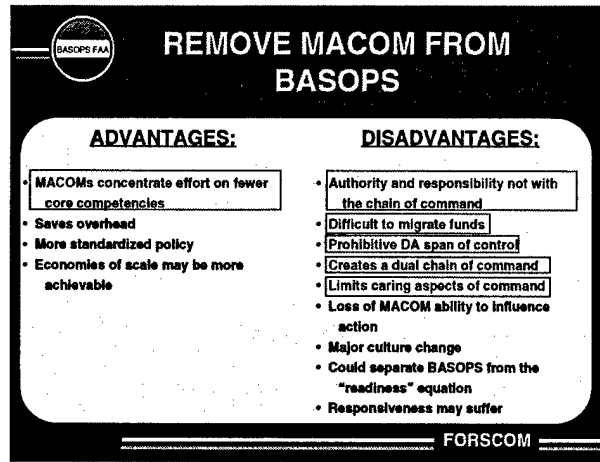 BASOPS FAA
REMOVE MACOM FROM
BASOPS
ADVANTAGES:
• MACOMs concentrate effort on fewer
core competencies
• Saves overhead
• More standardized policy
• Economies of scale may be more
achievable
DISADVANTAGES:
• Authority and responsibility not with
the chain of command
• Difficult to migrate funds
• Prohibitive DA span of control
• Creates a dual chain of command
• Limits caring aspects of command
• Loss of MACOM ability to influence
action
• Major culture change
• Could separate BASOPS from the
"readiness" equation
• Responsiveness may suffer
FORSCOM